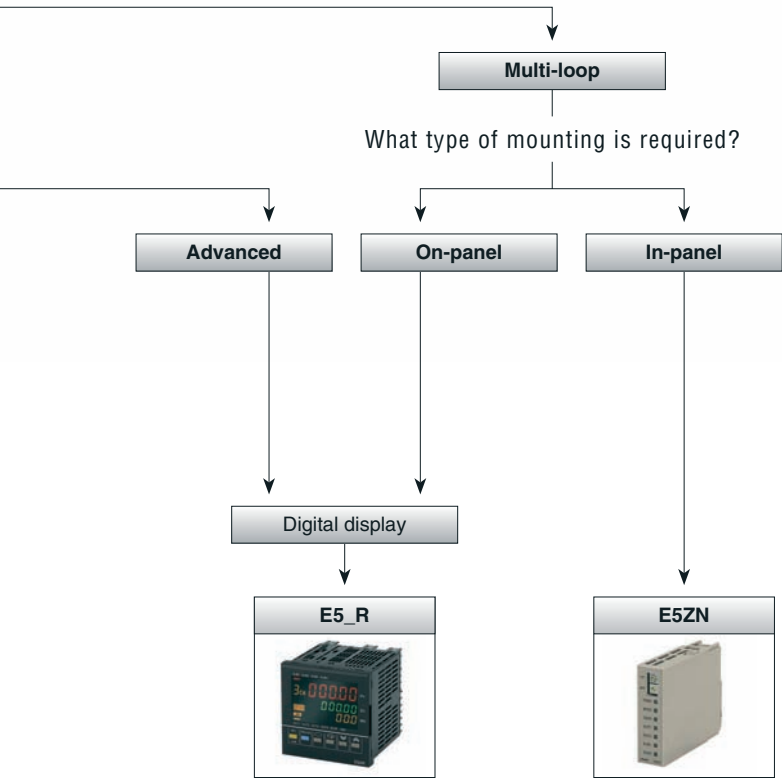 Multi-loop
What type of mounting is required?
Advanced
On-panel
In-panel
Digital display
E5_R
E5ZN